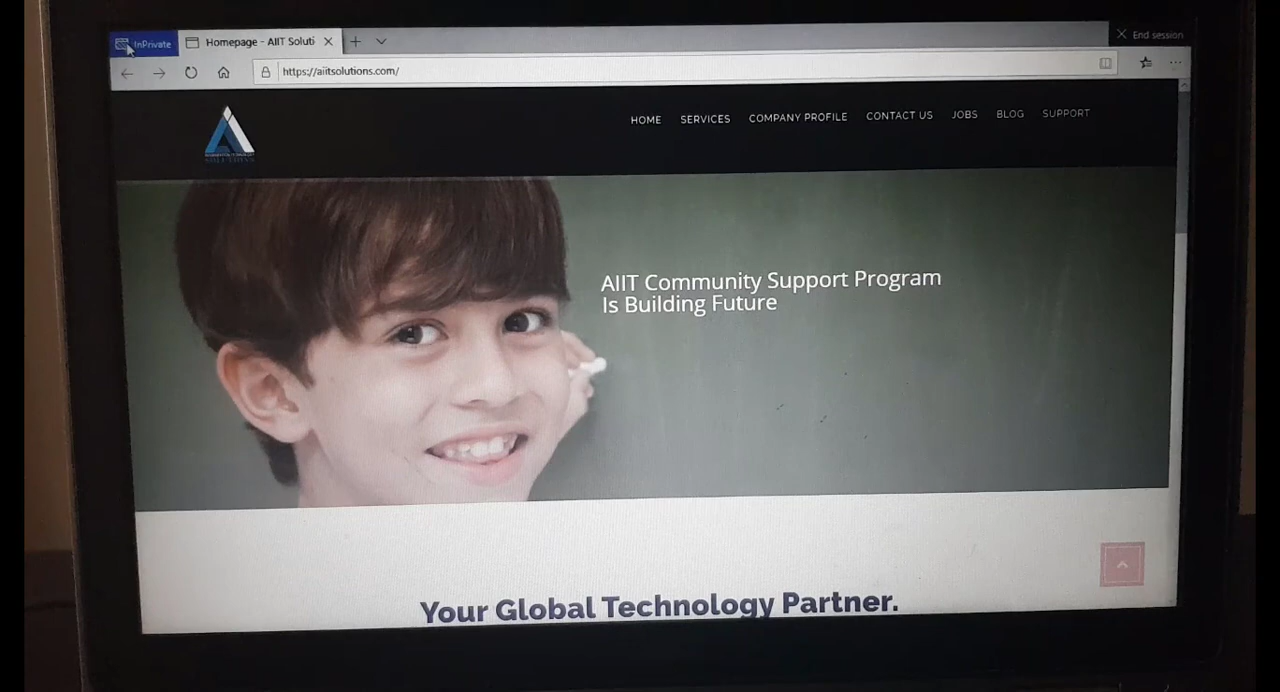 InPrivate
Homepage - AIIT Soluti
End session
https://aiitsolutions.com/
SOLUTIONS
HOME SERVICES COMPANY PROFILE CONTACT US JOBS BLOG SUPPORT
AIIT Community Support Program
Is Building Future
Your Global Technology Partner.